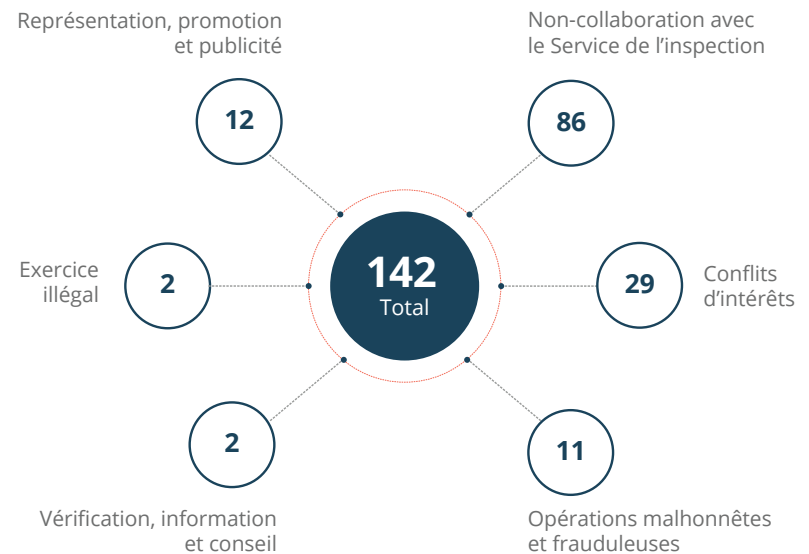 Représentation, promotion
et publicité
12
Non-collaboration avec
le Service de l’inspection
86
Exercice
illégal
2
142
Total
29
Conflits
d’intérêts
2
Vérification, information
et conseil
11
Opérations malhonnêtes
et frauduleuses